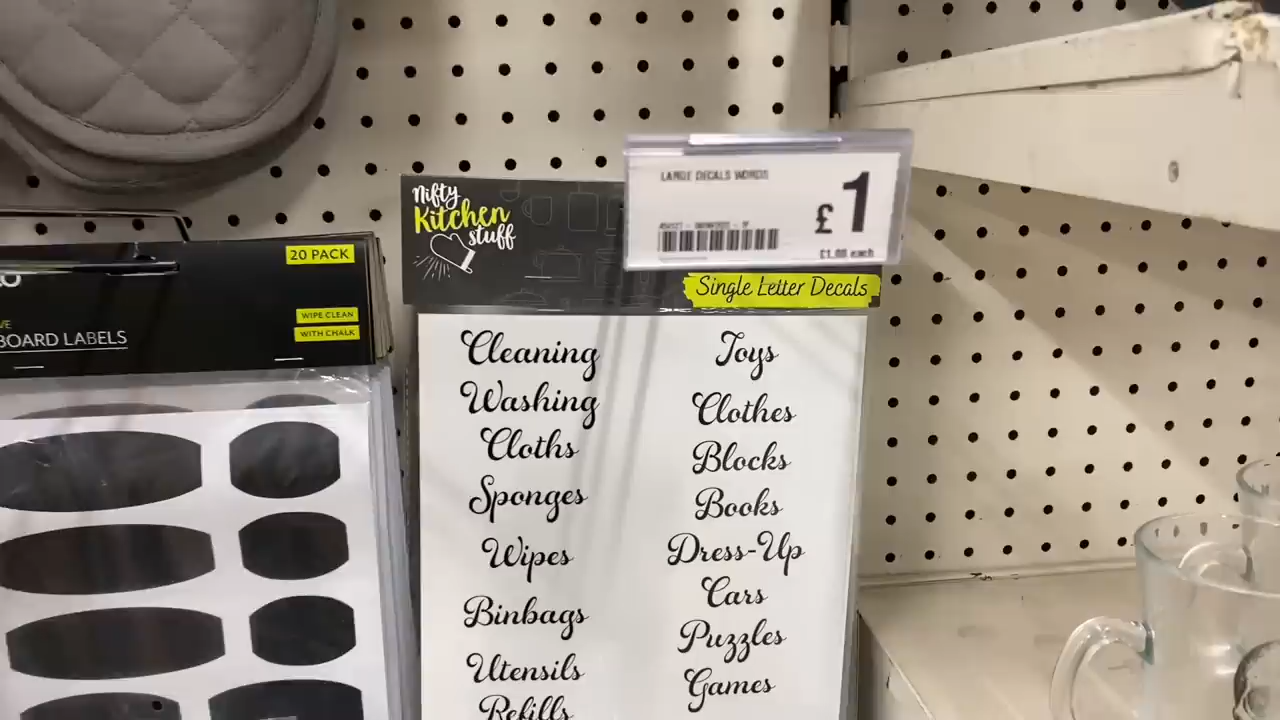 Nifty
Kitchen
stuff
LARGE DECALS WORDS
£1
£1.00 each
Single Letter Decals
20 PACK
WIPE CLEAN
WITH CHALK
BOARD LABELS
Cleaning
Washing
Cloths
Sponges
Wipes
Binbags
Utensils
Refills
Toys
Clothes
Blocks
Books
Dress-Up
Cars
Puzzles
Games